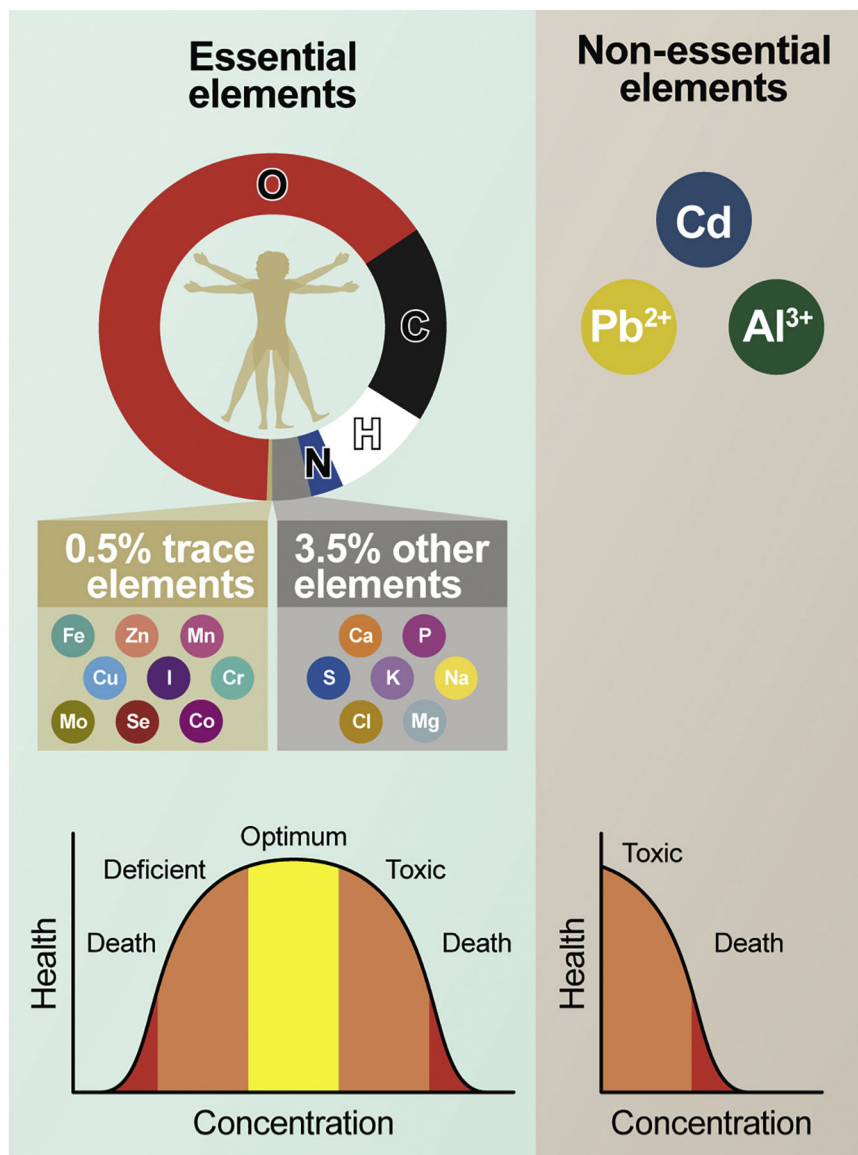 Essential
elements
O
C
H
N
0.5% trace
elements
Fe Zn Mn
Cu I Cr
Mo Se Co
3.5% other
elements
Ca P
S K Na
Cl Mg
Health
Death
Deficient
Optimum
Toxic
Death
Concentration
Non-essential
elements
Cd
Pb²⁺ Al³⁺
Health
Toxic
Death
Concentration